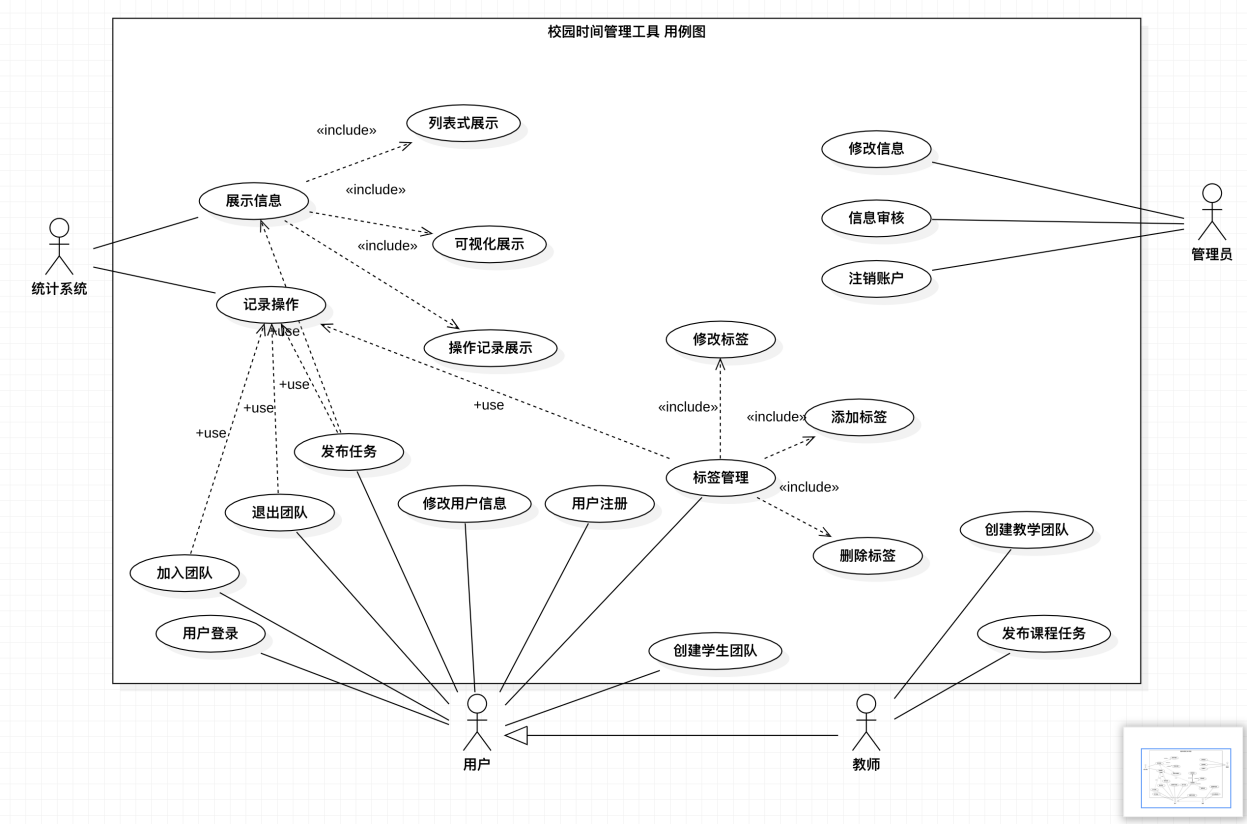 校园时间管理工具 用例图
列表式展示
«include»
修改信息
«include»
展示信息
信息审核
可视化展示
«include»
管理员
注销账户
统计系统
记录操作
修改标签
操作记录展示
+use
+use
«include»
«include»
添加标签
+use
+use
发布任务
标签管理
«include»
修改用户信息
用户注册
退出团队
创建教学团队
删除标签
加入团队
用户登录
发布课程任务
创建学生团队
用户
教师